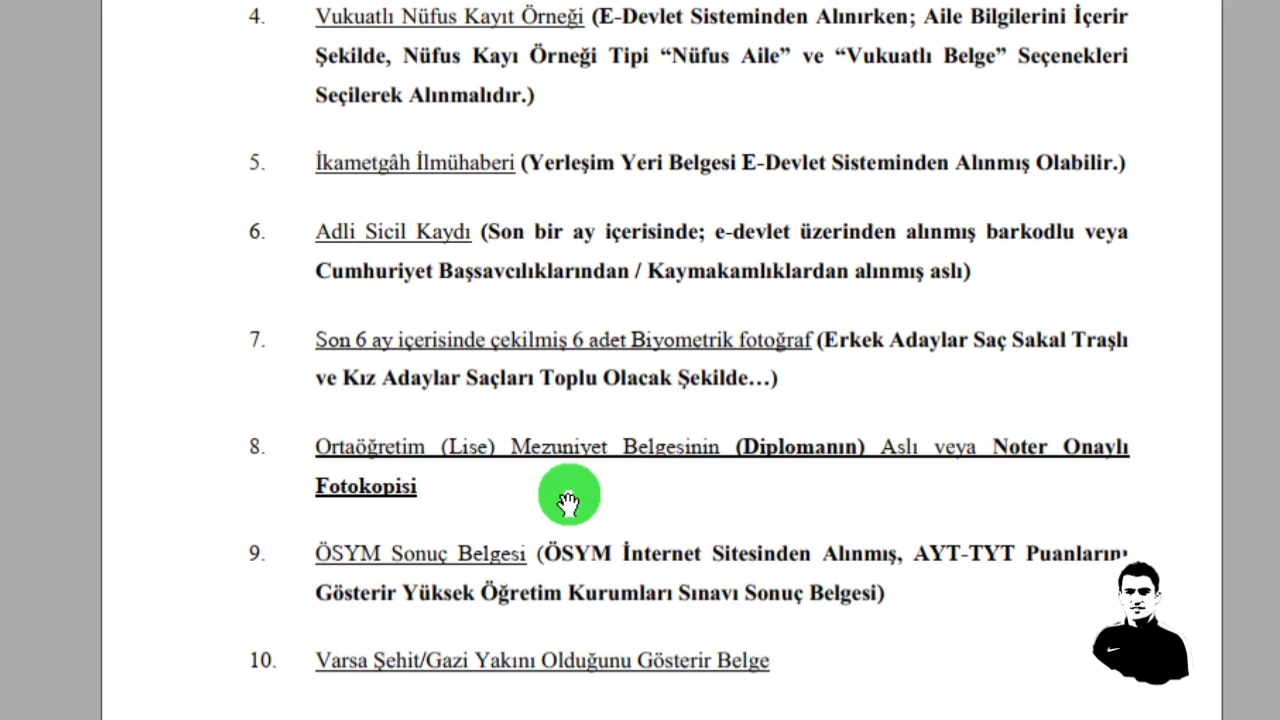 4. Vukuatlı Nüfus Kayıt Örneği (E-Devlet Sisteminden Alınırken; Aile Bilgilerini İçerir
Şekilde, Nüfus Kayı Örneği Tipi “Nüfus Aile” ve “Vukuatlı Belge” Seçenekleri
Seçilerek Alınmalıdır.)
5. İkametgâh İlmühaberi (Yerleşim Yeri Belgesi E-Devlet Sisteminden Alınmış Olabilir.)
6. Adli Sicil Kaydı (Son bir ay içerisinde; e-devlet üzerinden alınmış barkodlu veya
Cumhuriyet Başsavcılıklarından / Kaymakamlıklardan alınmış aslı)
7. Son 6 ay içerisinde çekilmiş 6 adet Biyometrik fotoğraf (Erkek Adaylar Saç Sakal Traşlı
ve Kız Adaylar Saçları Toplu Olacak Şekilde…)
8. Ortaöğretim (Lise) Mezuniyet Belgesinin (Diplomanın) Aslı veya Noter Onaylı
Fotokopisi
9. ÖSYM Sonuç Belgesi (ÖSYM İnternet Sitesinden Alınmış, AYT-TYT Puanlarını
Gösterir Yüksek Öğretim Kurumları Sınavı Sonuç Belgesi)
10. Varsa Şehit/Gazi Yakını Olduğunu Gösterir Belge